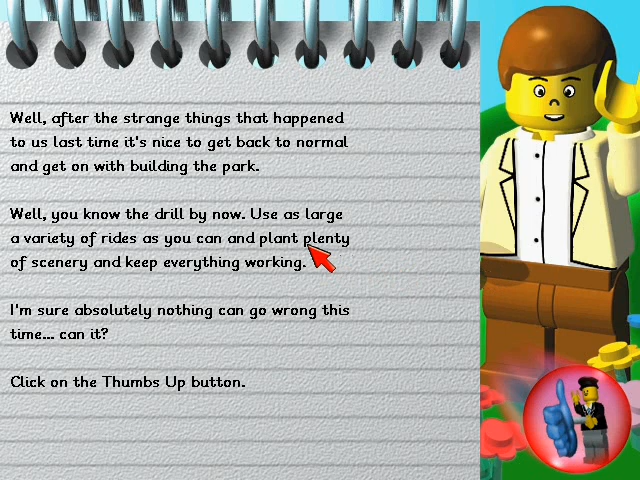 Well, after the strange things that happened
to us last time it's nice to get back to normal
and get on with building the park.
Well, you know the drill by now. Use as large
a variety of rides as you can and plant plenty
of scenery and keep everything working.
I'm sure absolutely nothing can go wrong this
time... can it?
Click on the Thumbs Up button.